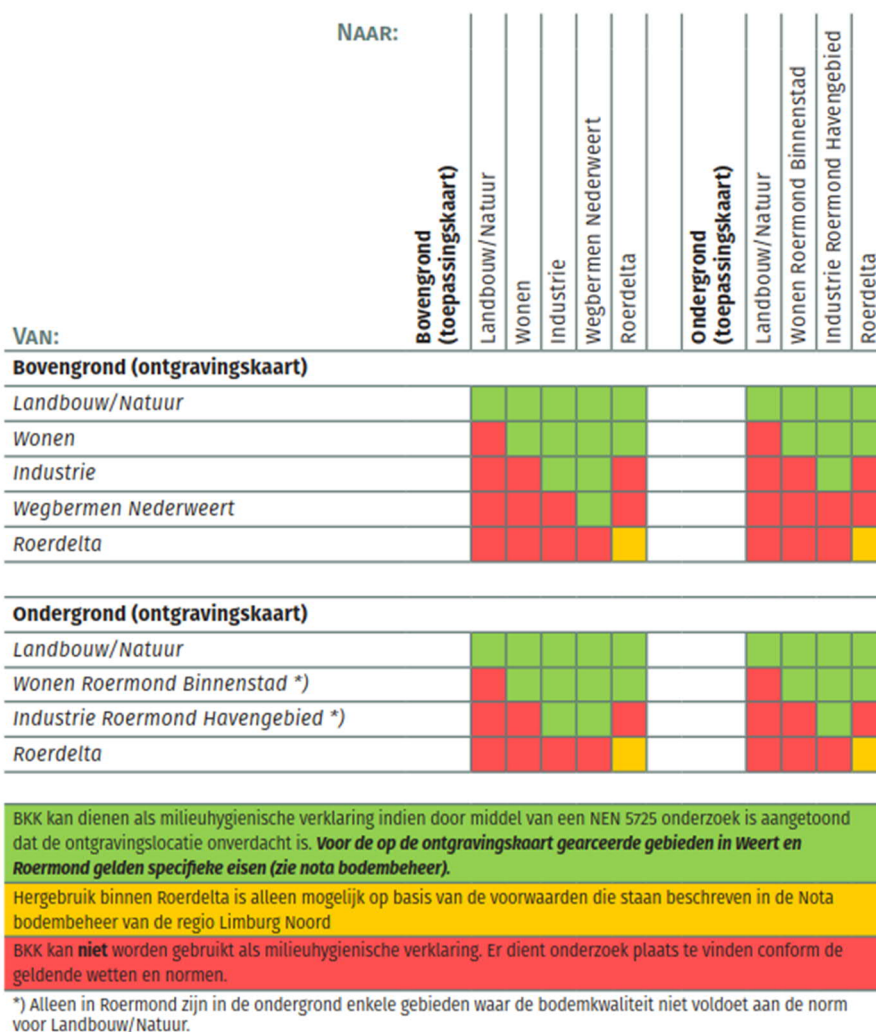 NAAR:
Bovengrond
(toepassingskaart)
Landbouw/Natuur
Wonen
Industrie
Wegbermen Nederweert
Roerdelta
Ondergrond
(toepassingskaart)
Landbouw/Natuur
Wonen Roermond Binnenstad
Industrie Roermond Havengebied
Roerdelta
VAN:
Bovengrond (ontgravingskaart)
Landbouw/Natuur
Wonen
Industrie
Wegbermen Nederweert
Roerdelta
Ondergrond (ontgravingskaart)
Landbouw/Natuur
Wonen Roermond Binnenstad *)
Industrie Roermond Havengebied *)
Roerdelta
BKK kan dienen als milieuhygienische verklaring indien door middel van een NEN 5725 onderzoek is aangetoond
dat de ontgravingslocatie onverdacht is. Voor de op de ontgravingskaart gearceerde gebieden in Weert en
Roermond gelden specifieke eisen (zie nota bodembeheer).
Hergebruik binnen Roerdelta is alleen mogelijk op basis van de voorwaarden die staan beschreven in de Nota
bodembeheer van de regio Limburg Noord
BKK kan niet worden gebruikt als milieuhygienische verklaring. Er dient onderzoek plaats te vinden conform de
geldende wetten en normen.
*) Alleen in Roermond zijn in de ondergrond enkele gebieden waar de bodemkwaliteit niet voldoet aan de norm
voor Landbouw/Natuur.